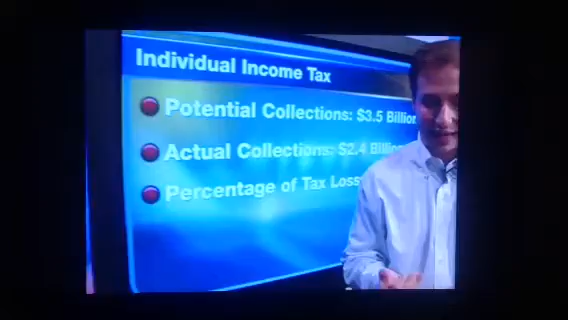 Individual Income Tax
Potential Collections: $3.5 Billion
Actual Collections: $2.4 Billion
Percentage of Tax Loss